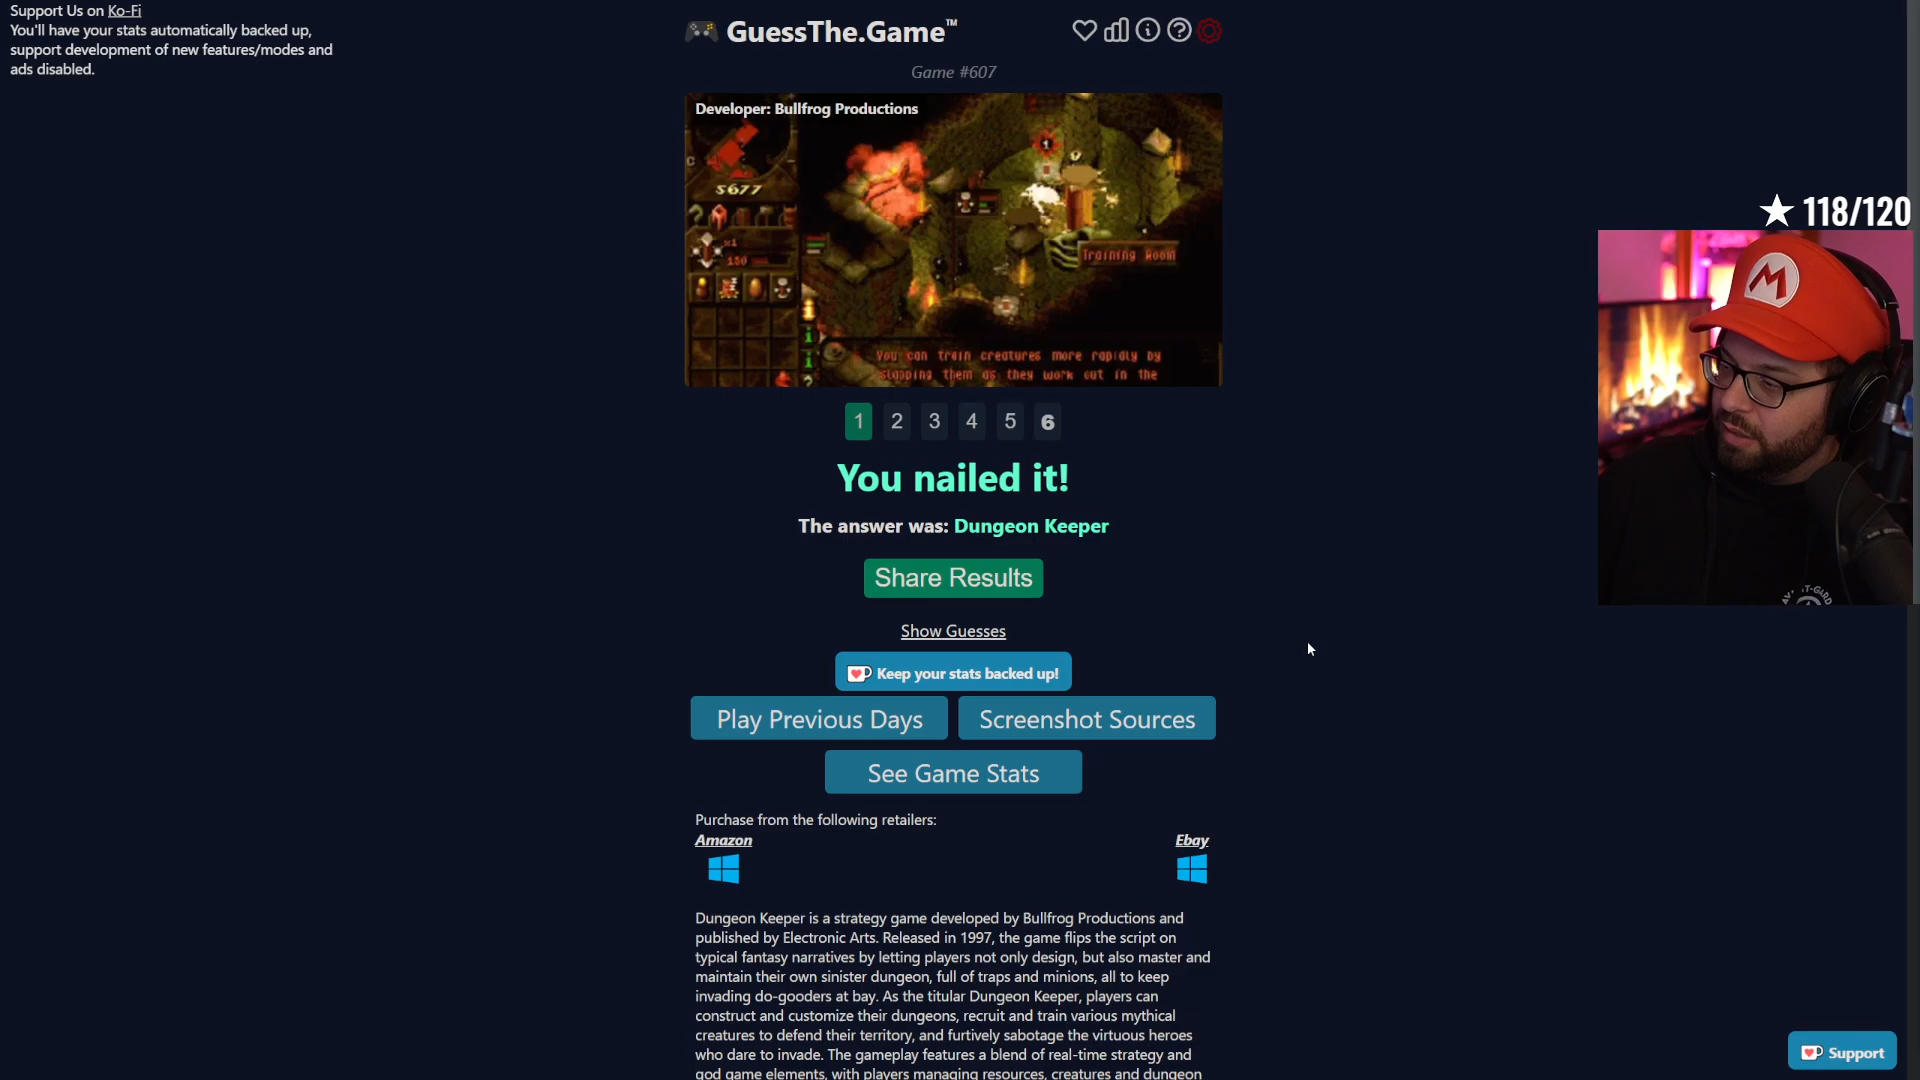 Support Us on Ko-Fi
You'll have your stats automatically backed up,
support development of new features/modes and
ads disabled.
GuessThe.Game™
Game #607
Developer: Bullfrog Productions
5677
x1
150
1
Training Room
You can train creatures more rapidly by
slapping them as they work out in the
1 2 3 4 5 6
You nailed it!
The answer was: Dungeon Keeper
Share Results
Show Guesses
Keep your stats backed up!
Play Previous Days
Screenshot Sources
See Game Stats
Purchase from the following retailers:
Amazon
Ebay
Dungeon Keeper is a strategy game developed by Bullfrog Productions and
published by Electronic Arts. Released in 1997, the game flips the script on
typical fantasy narratives by letting players not only design, but also master and
maintain their own sinister dungeon, full of traps and minions, all to keep
invading do-gooders at bay. As the titular Dungeon Keeper, players can
construct and customize their dungeons, recruit and train various mythical
creatures to defend their territory, and furtively sabotage the virtuous heroes
who dare to invade. The gameplay features a blend of real-time strategy and
god game elements, with players managing resources, creatures and dungeon
★ 118/120
M
Support